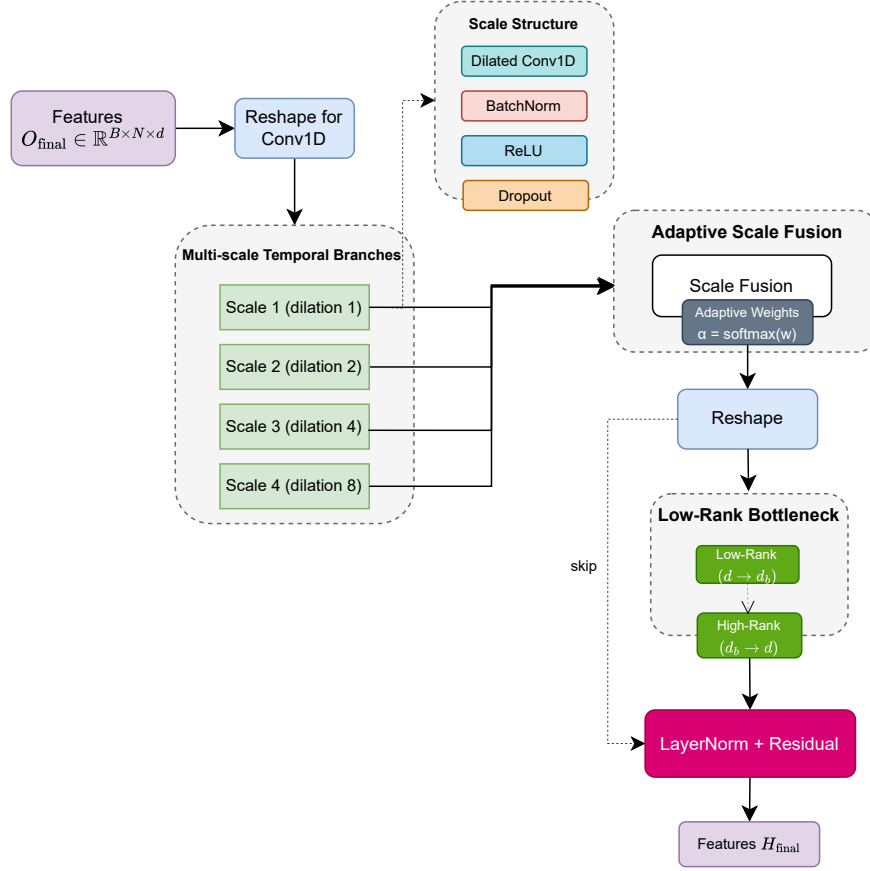 Scale Structure
Dilated Conv1D
BatchNorm
ReLU
Dropout
Features
O_final ∈ ℝ^{B×N×d}
Reshape for
Conv1D
Multi-scale Temporal Branches
Scale 1 (dilation 1)
Scale 2 (dilation 2)
Scale 3 (dilation 4)
Scale 4 (dilation 8)
Adaptive Scale Fusion
Scale Fusion
Adaptive Weights
α = softmax(w)
Reshape
skip
Low-Rank Bottleneck
Low-Rank
(d → d_b)
High-Rank
(d_b → d)
LayerNorm + Residual
Features H_final